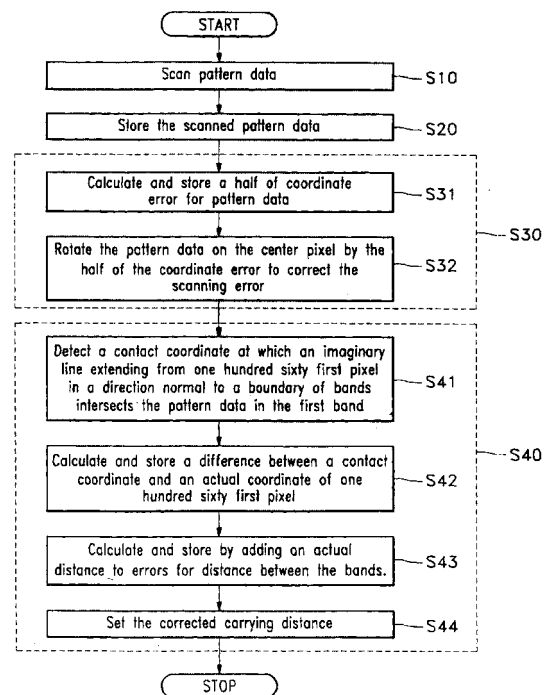 START
Scan pattern data
S10
Store the scanned pattern data
S20
Calculate and store a half of coordinate
error for pattern data
S31
Rotate the pattern data on the center pixel by the
half of the coordinate error to correct the
scanning error
S32
S30
Detect a contact coordinate at which an imaginary
line extending from one hundred sixty first pixel
in a direction normal to a boundary of bands
intersects the pattern data in the first band
S41
Calculate and store a difference between a contact
coordinate and an actual coordinate of one
hundred sixty first pixel
S42
S40
Calculate and store by adding an actual
distance to errors for distance between the bands.
S43
Set the corrected carrying distance
S44
STOP